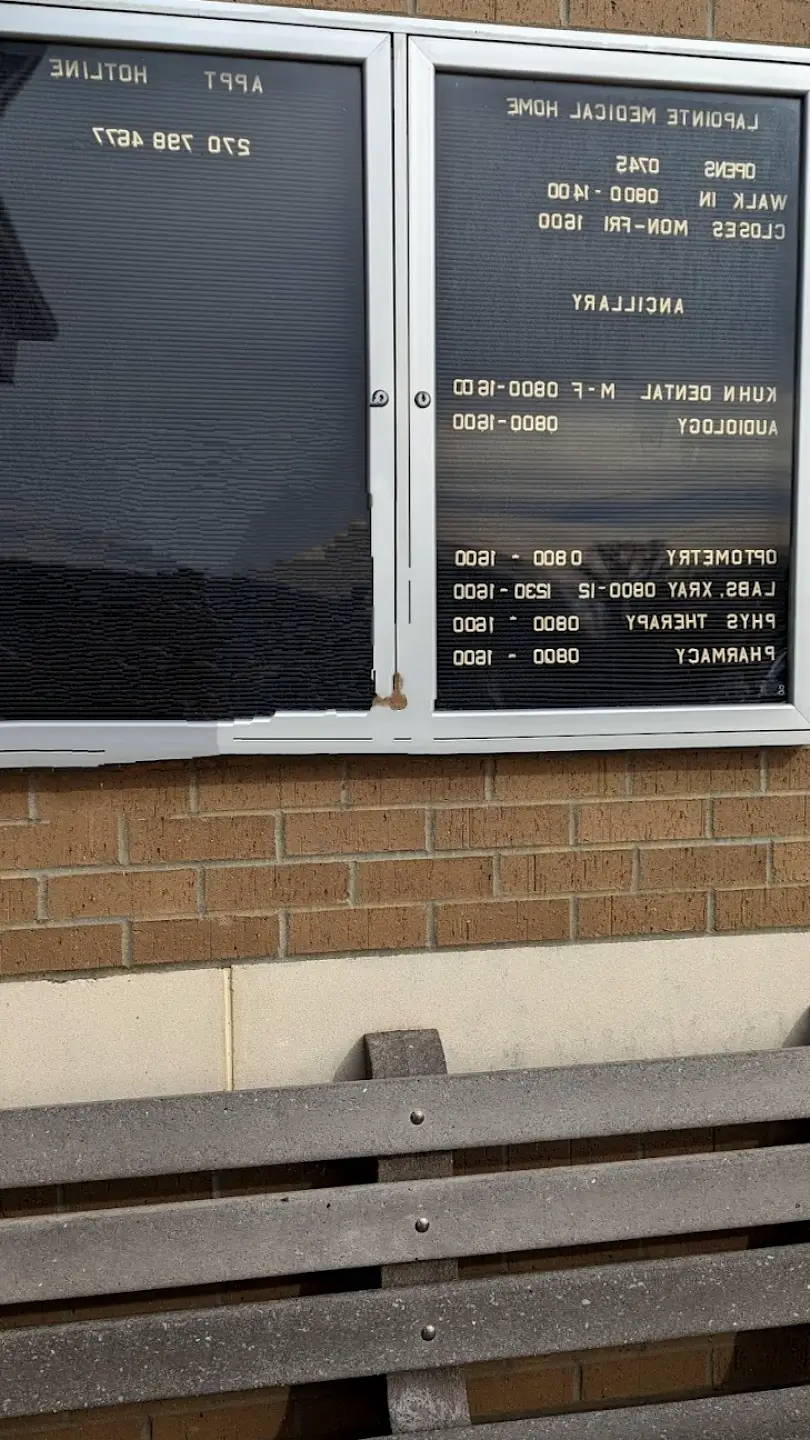 LAPOINTE MEDICAL HOME
OPENS 0745
WALK IN 0800-1400
CLOSES MON-FRI 1600
ANCILLARY
KUHN DENTAL M-F 0800-1600
AUDIOLOGY 0800-1600
OPTOMETRY 0800 - 1600
LABS, XRAY 0800-12 1230-1600
PHYS THERAPY 0800 - 1600
PHARMACY 0800 - 1600
APPT HOTLINE
270 798 4677